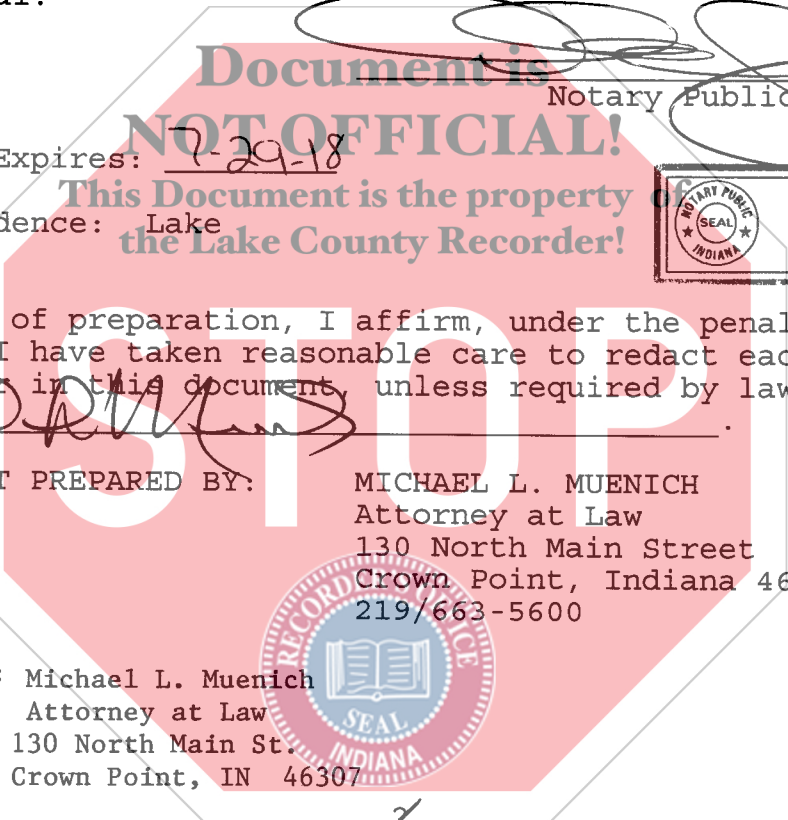 Document is
Notary Public
NOT OFFICIAL!
Expires: 7-29-18
This Document is the property of
Lake
the Lake County Recorder!
NOTARY PUBLIC
SEAL
INDIANA
of preparation, I affirm, under the penal
I have taken reasonable care to redact eac
in this document, unless required by law
STOP
PREPARED BY: MICHAEL L. MUENICH
Attorney at Law
130 North Main Street
Crown Point, Indiana 46
219/663-5600
RECORDER'S OFFICE
SEAL
INDIANA
Michael L. Muenich
Attorney at Law
130 North Main St.
Crown Point, IN 46307
2